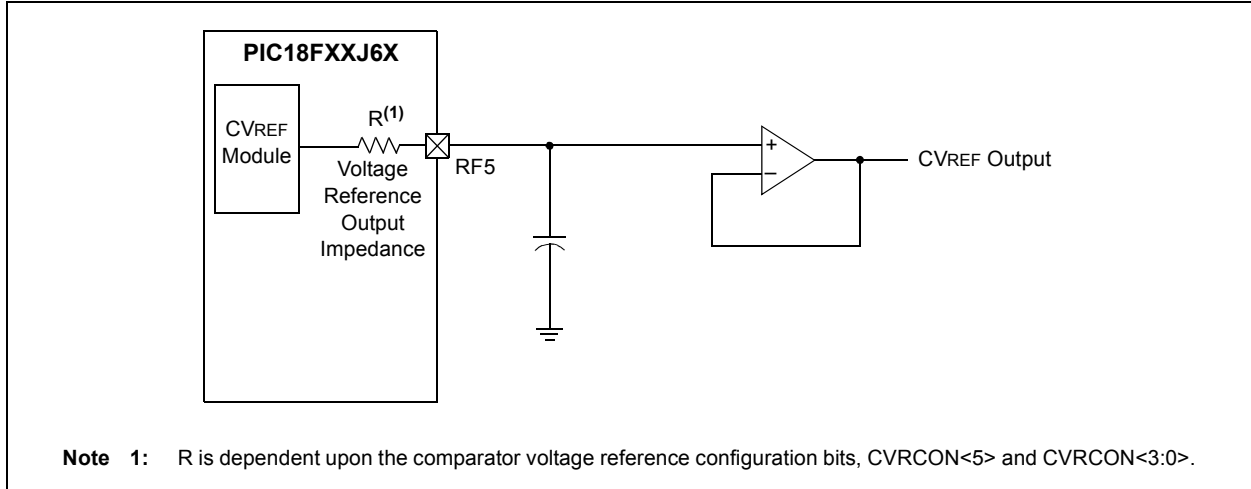 PIC18FXXJ6X
CVREF
Module
R(1)
Voltage
Reference
Output
Impedance
RF5
+
–
CVREF Output
Note 1: R is dependent upon the comparator voltage reference configuration bits, CVRCON<5> and CVRCON<3:0>.